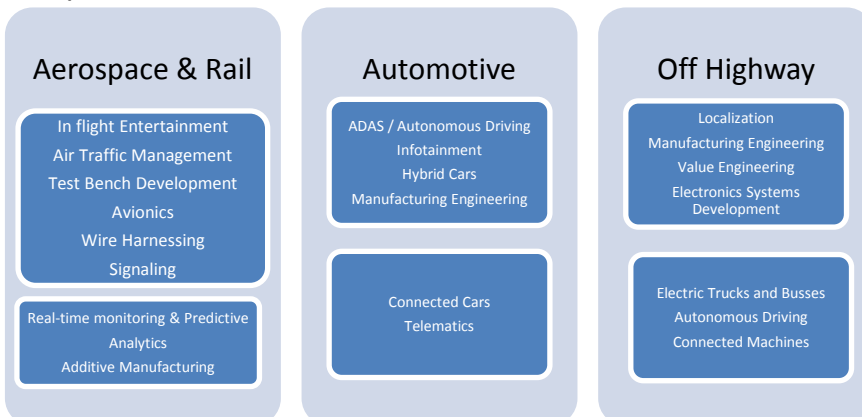 Aerospace & Rail
In flight Entertainment
Air Traffic Management
Test Bench Development
Avionics
Wire Harnessing
Signaling
Real-time monitoring & Predictive
Analytics
Additive Manufacturing
Automotive
ADAS / Autonomous Driving
Infotainment
Hybrid Cars
Manufacturing Engineering
Connected Cars
Telematics
Off Highway
Localization
Manufacturing Engineering
Value Engineering
Electronics Systems
Development
Electric Trucks and Busses
Autonomous Driving
Connected Machines